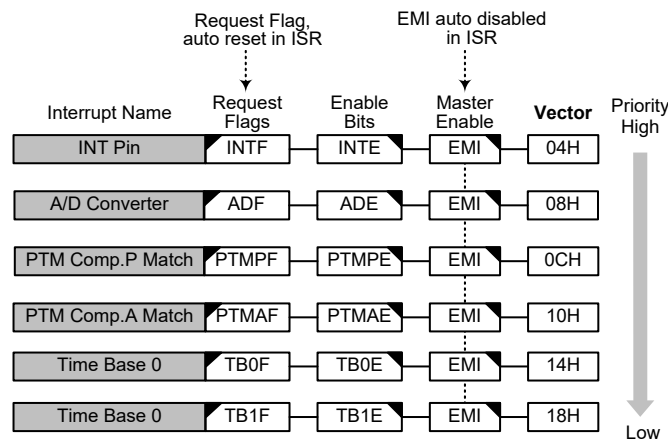 Request Flag,
auto reset in ISR
EMI auto disabled
in ISR
Interrupt Name
Request
Flags
Enable
Bits
Master
Enable
Vector
Priority
High
INT Pin INTF INTE EMI 04H
A/D Converter ADF ADE EMI 08H
PTM Comp.P Match PTMPF PTMPE EMI 0CH
PTM Comp.A Match PTMAF PTMAE EMI 10H
Time Base 0 TB0F TB0E EMI 14H
Time Base 0 TB1F TB1E EMI 18H
Low